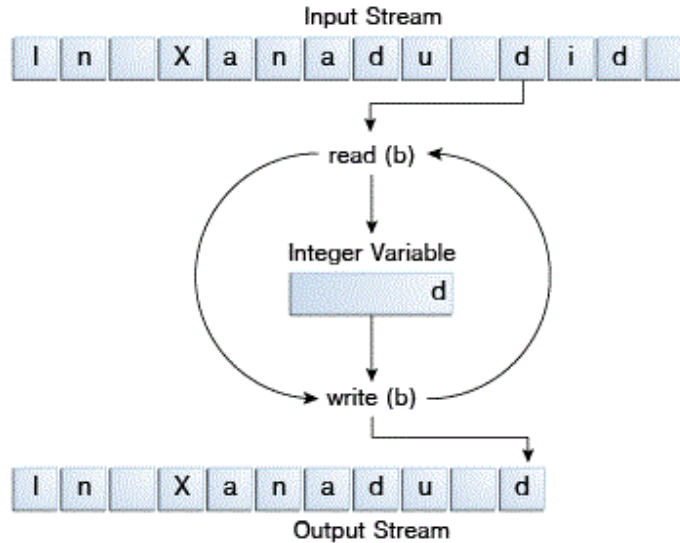 Input Stream
I n X a n a d u d i d
read (b)
Integer Variable
d
write (b)
I n X a n a d u d
Output Stream